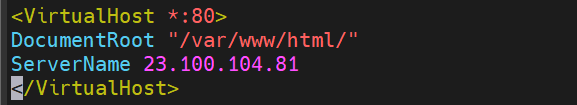 <VirtualHost *:80>
DocumentRoot "/var/www/html/"
ServerName 23.100.104.81
</VirtualHost>